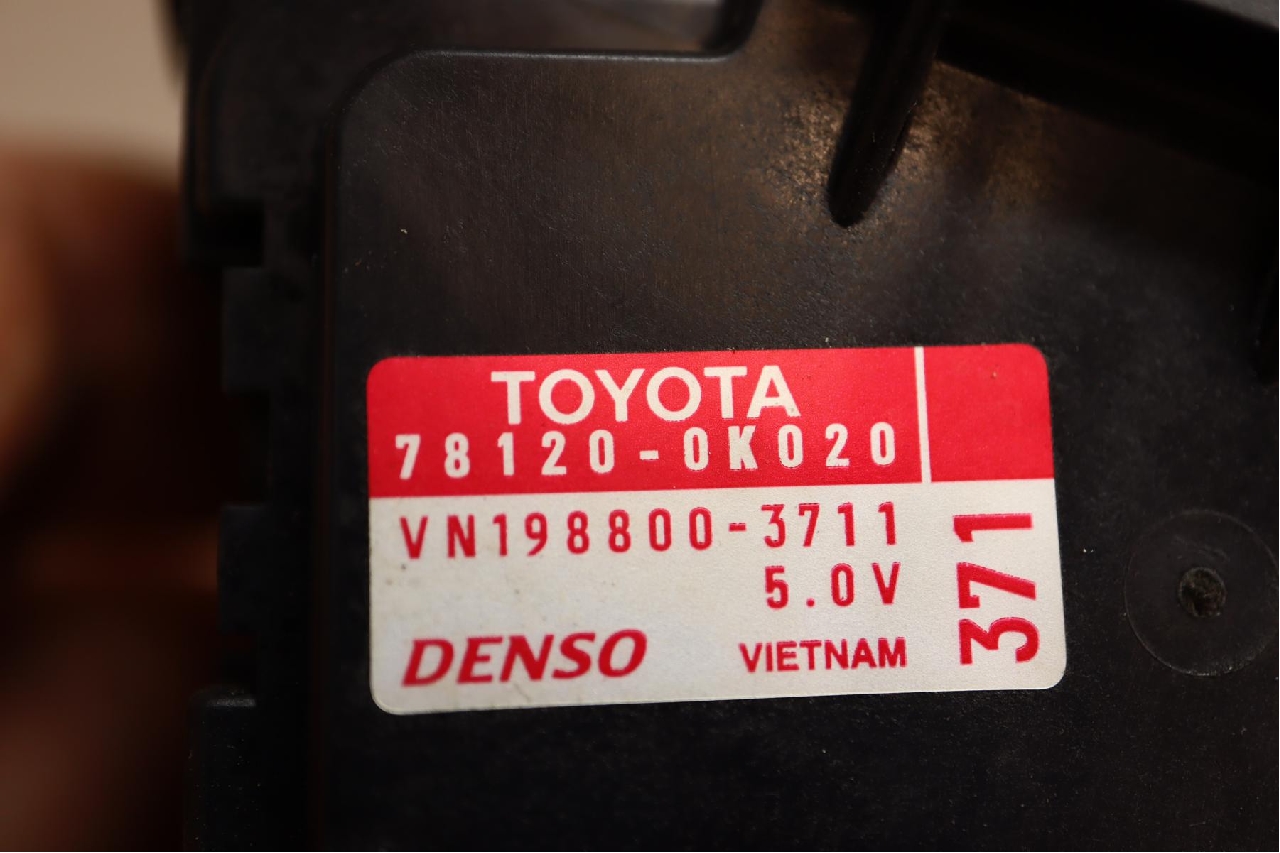 TOYOTA
78120-0K020
VN198800-3711
5.0V
DENSO VIETNAM
371